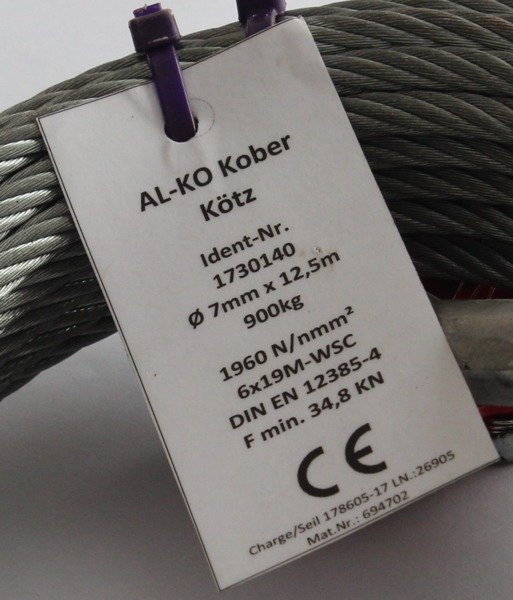 AL-KO Kober
Kötz
Ident-Nr.
1730140
Ø 7mm x 12,5m
900kg
1960 N/nmm²
6x19M-WSC
DIN EN 12385-4
F min. 34,8 KN
CE
Charge/Seil 178605-17 LN.:26905
Mat.Nr.: 694702